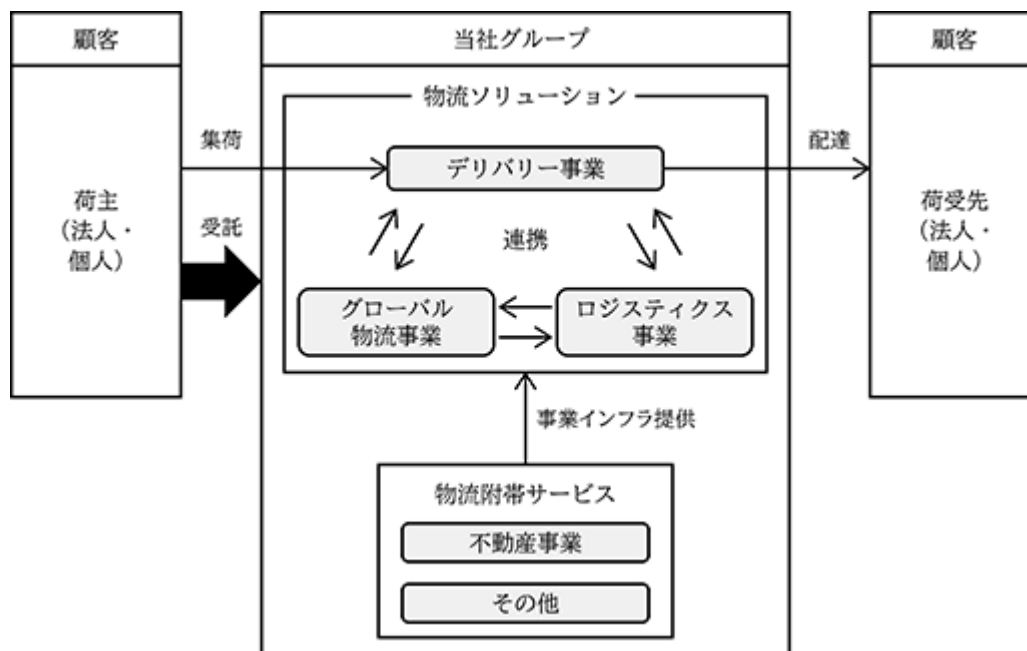 顧客
当社グループ
顧客
物流ソリューション
集荷
デリバリー事業
配達
荷主
(法人・
個人)
受託
連携
荷受先
(法人・
個人)
グローバル
物流事業
ロジスティクス
事業
事業インフラ提供
物流附帯サービス
不動産事業
その他